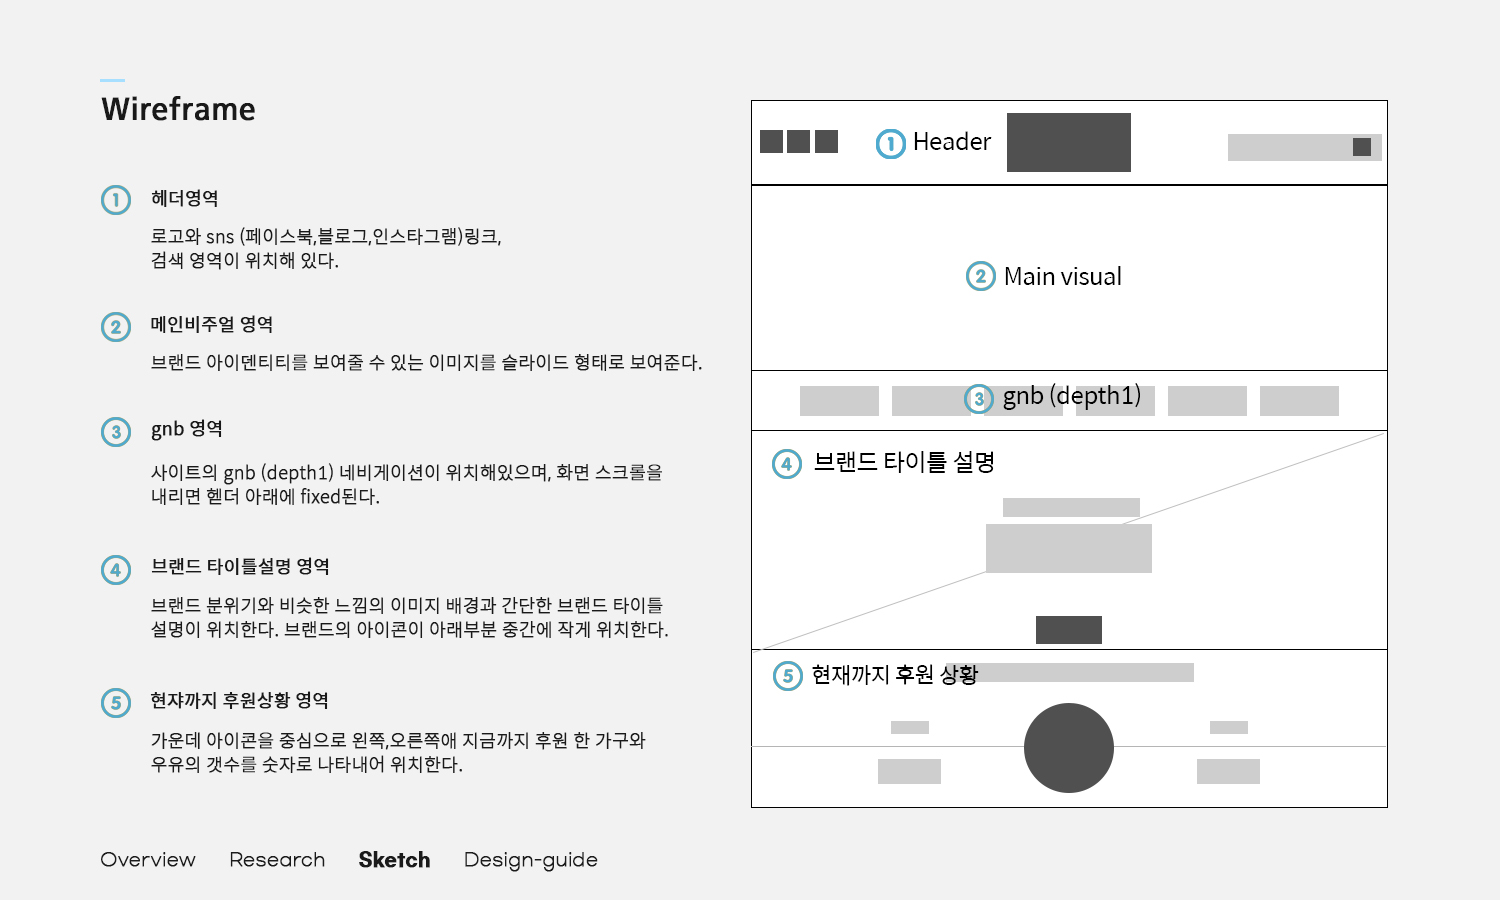 Wireframe
1 헤더영역
로고와 sns (페이스북,블로그,인스타그램)링크,
검색 영역이 위치해 있다.
2 메인비주얼 영역
브랜드 아이덴티티를 보여줄 수 있는 이미지를 슬라이드 형태로 보여준다.
3 gnb 영역
사이트의 gnb (depth1) 네비게이션이 위치해있으며, 화면 스크롤을
내리면 헨더 아래에 fixed된다.
4 브랜드 타이틀설명 영역
브랜드 분위기와 비슷한 느낌의 이미지 배경과 간단한 브랜드 타이틀
설명이 위치한다. 브랜드의 아이콘이 아래부분 중간에 작게 위치한다.
5 현쟈까지 후원상황 영역
가운데 아이콘을 중심으로 왼쪽,오른쪽애 지금까지 후원 한 가구와
우유의 갯수를 숫자로 나타내어 위치한다.
1 Header
2 Main visual
3 gnb (depth1)
4 브랜드 타이틀 설명
5 현재까지 후원 상황
Overview Research Sketch Design-guide